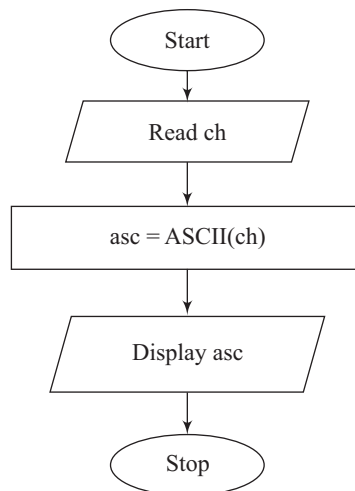 Start
Read ch
asc = ASCII(ch)
Display asc
Stop